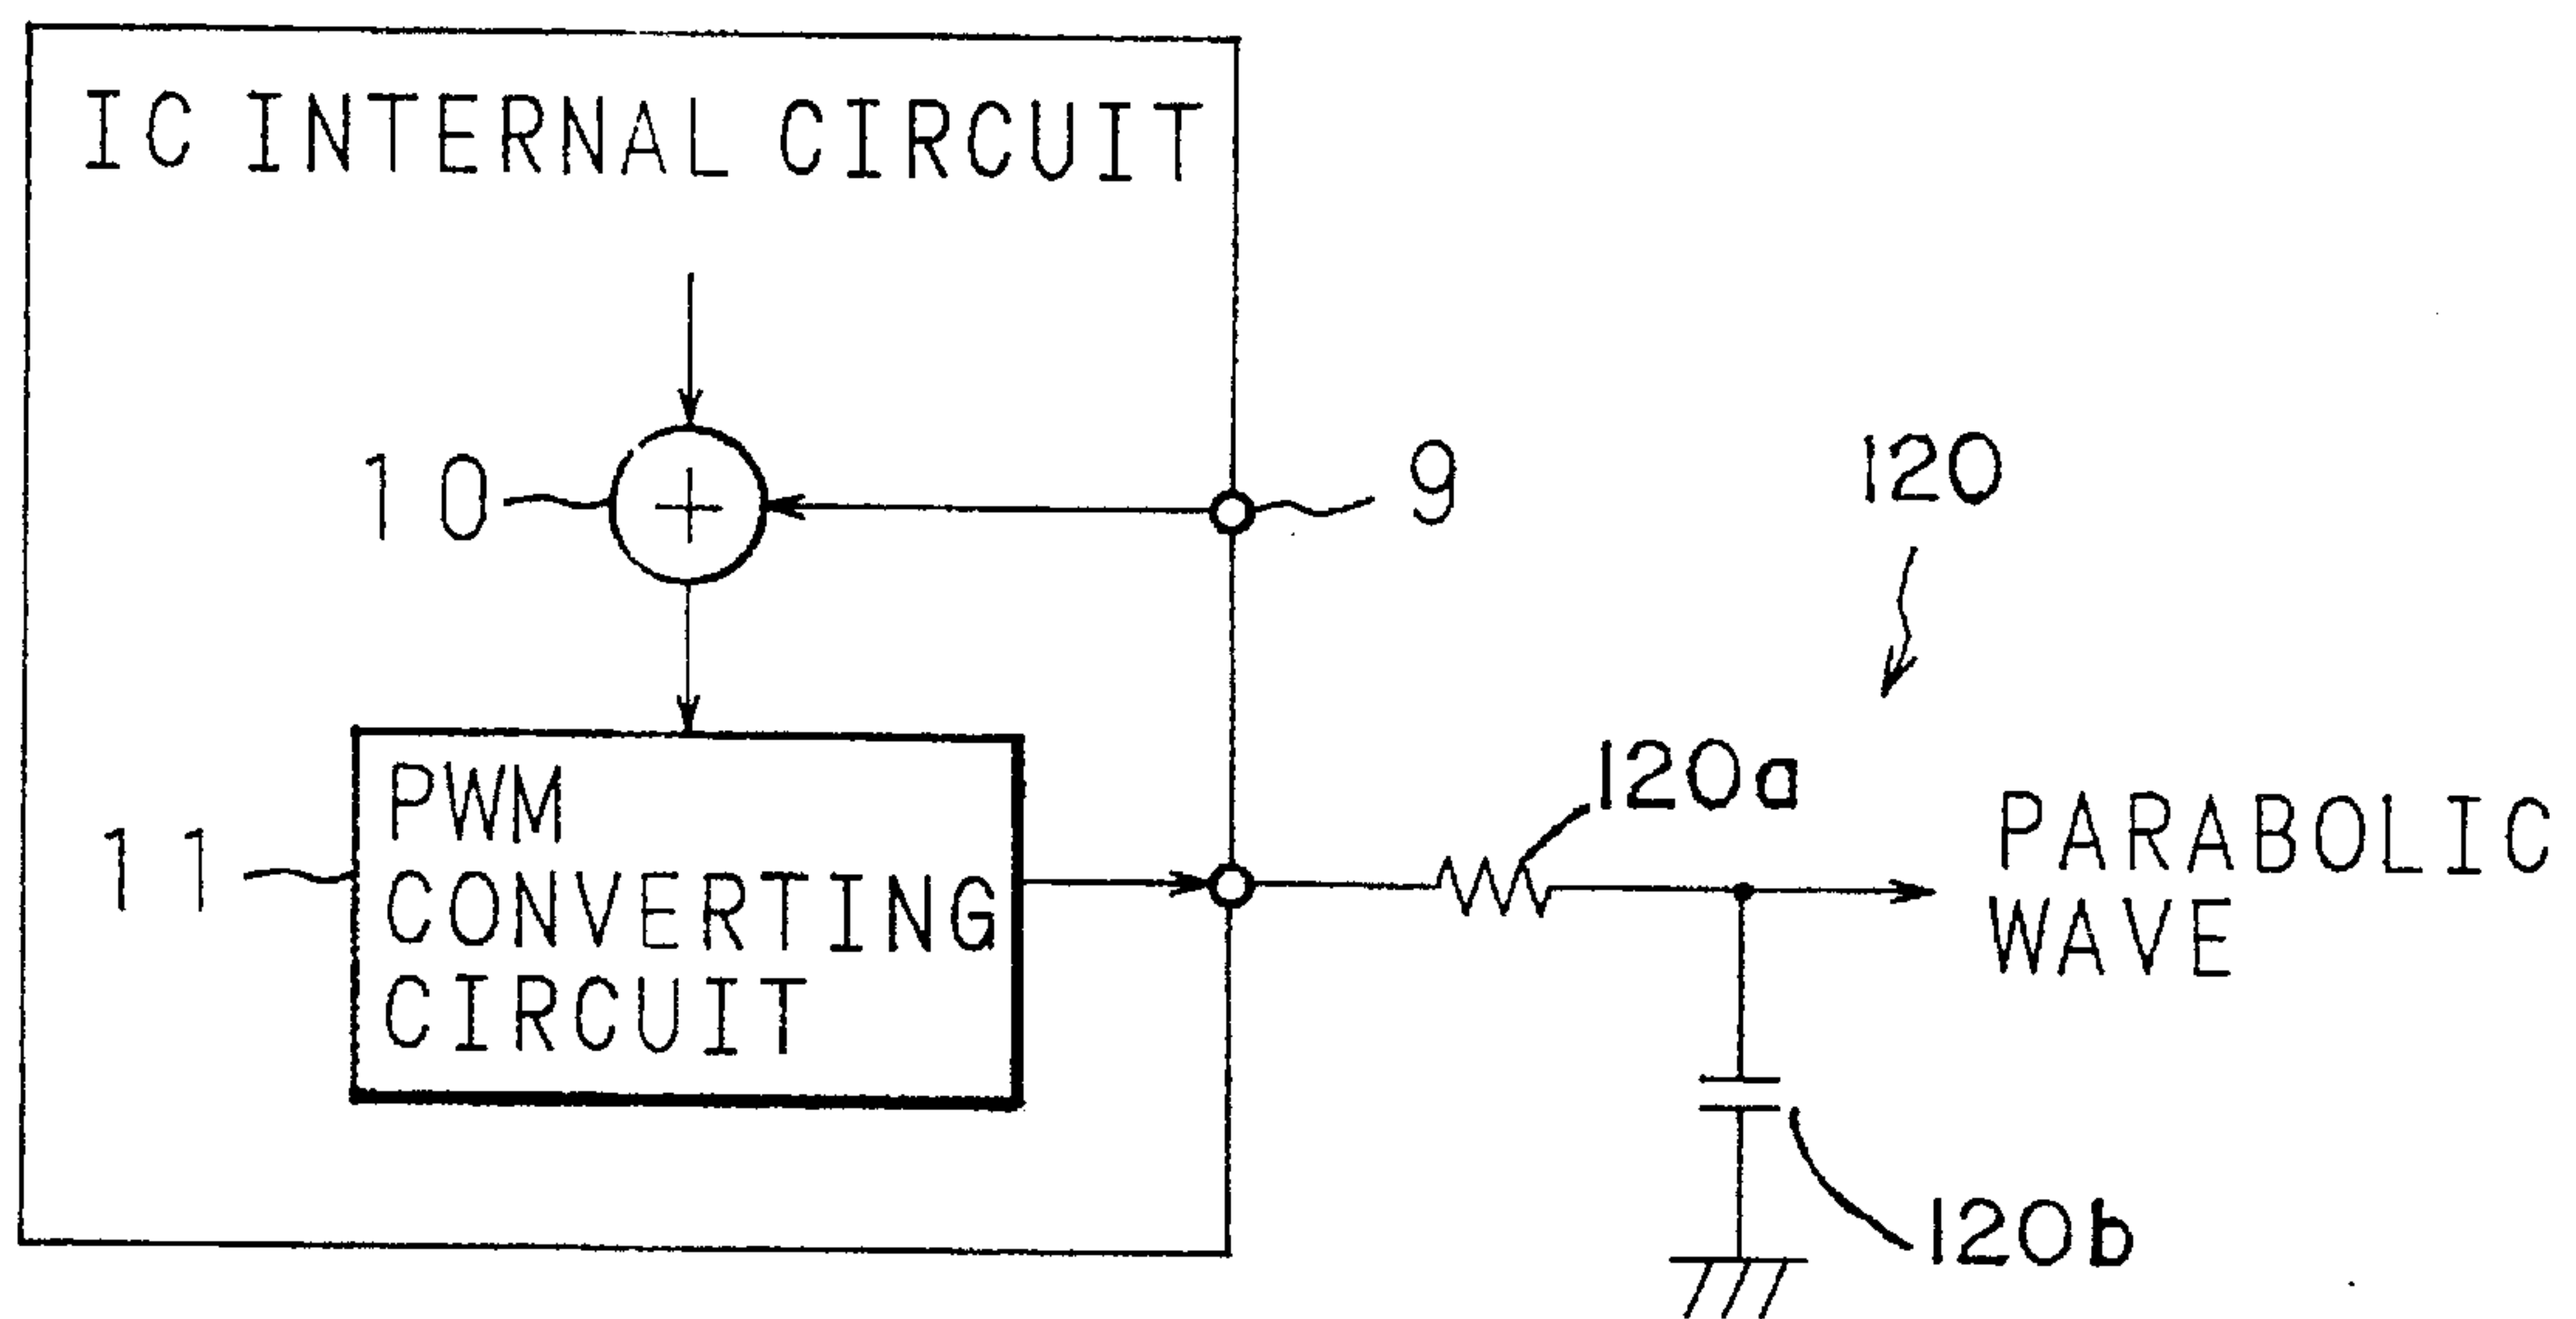 IC INTERNAL CIRCUIT
10
9
120
120a
11
PWM
CONVERTING
CIRCUIT
PARABOLIC
WAVE
120b